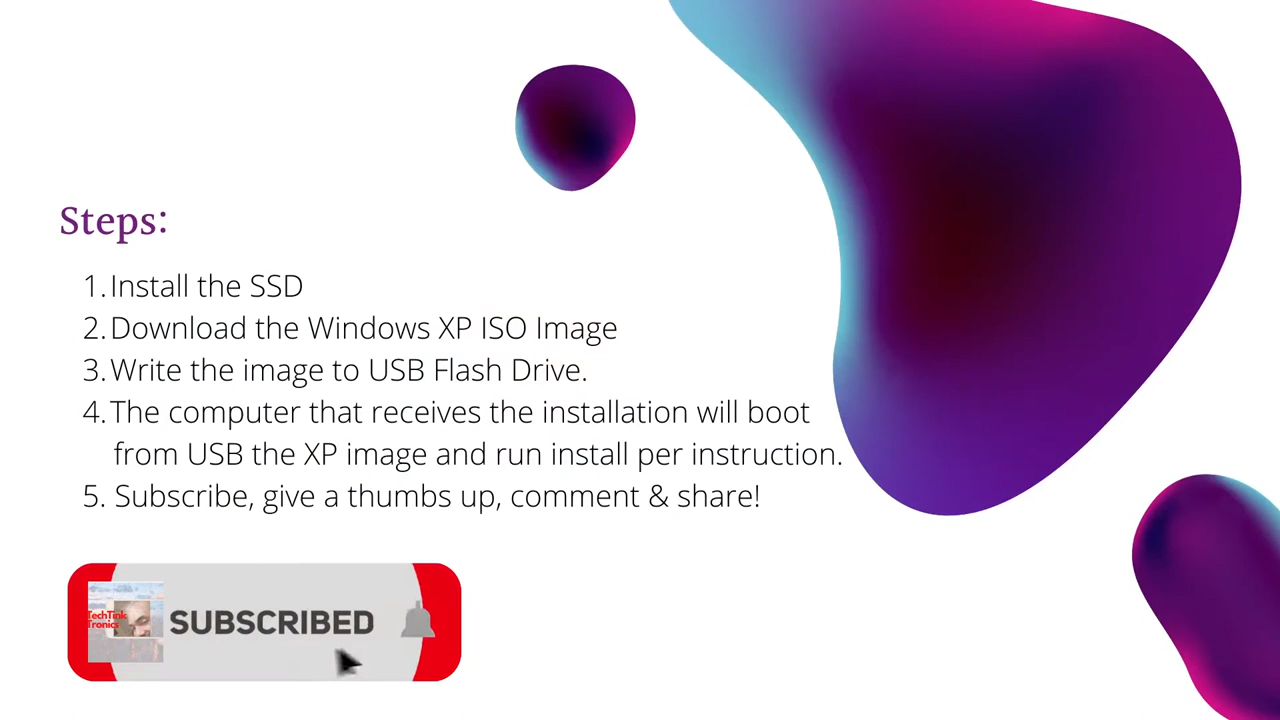 Steps:
1. Install the SSD
2. Download the Windows XP ISO Image
3. Write the image to USB Flash Drive.
4. The computer that receives the installation will boot
from USB the XP image and run install per instruction.
5. Subscribe, give a thumbs up, comment & share!
TechTink
Tronics
SUBSCRIBED